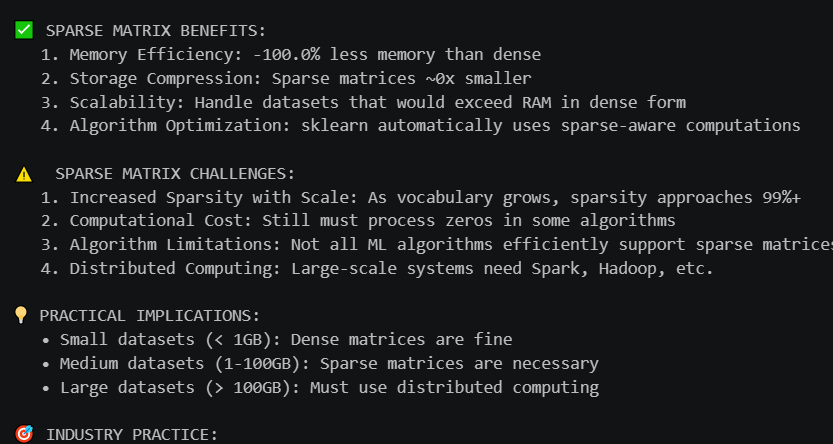 ✅ SPARSE MATRIX BENEFITS:
1. Memory Efficiency: -100.0% less memory than dense
2. Storage Compression: Sparse matrices ~0x smaller
3. Scalability: Handle datasets that would exceed RAM in dense form
4. Algorithm Optimization: sklearn automatically uses sparse-aware computations
⚠️ SPARSE MATRIX CHALLENGES:
1. Increased Sparsity with Scale: As vocabulary grows, sparsity approaches 99%+
2. Computational Cost: Still must process zeros in some algorithms
3. Algorithm Limitations: Not all ML algorithms efficiently support sparse matrices
4. Distributed Computing: Large-scale systems need Spark, Hadoop, etc.
💡 PRACTICAL IMPLICATIONS:
• Small datasets (< 1GB): Dense matrices are fine
• Medium datasets (1-100GB): Sparse matrices are necessary
• Large datasets (> 100GB): Must use distributed computing
🎯 INDUSTRY PRACTICE: